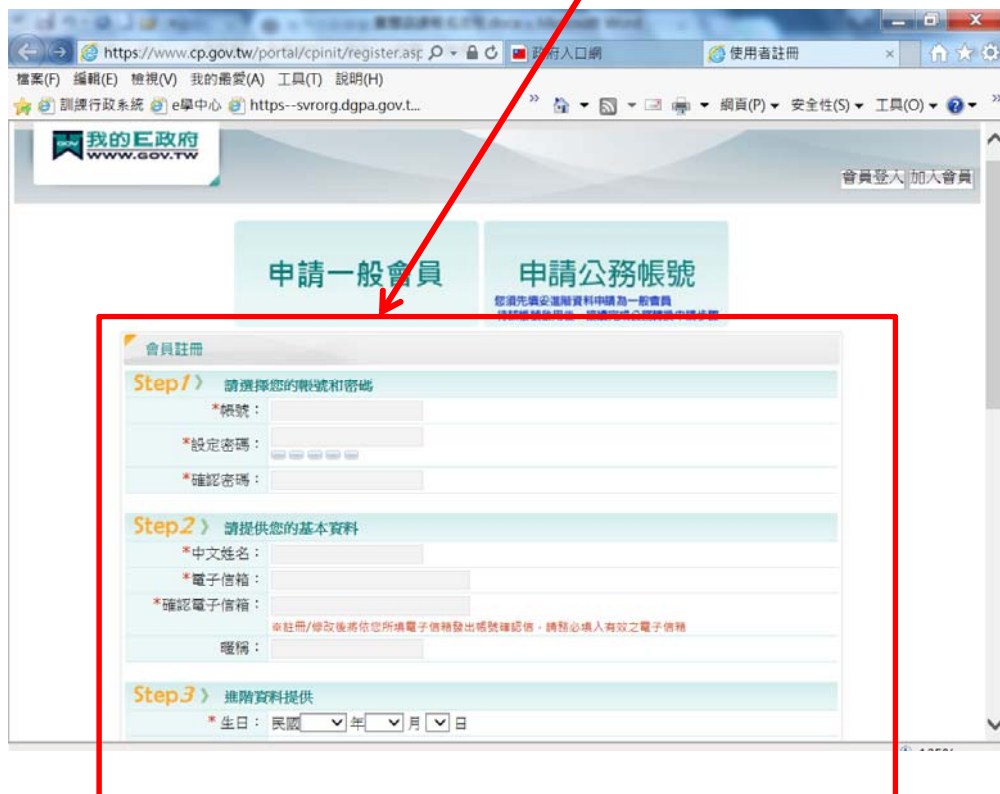 https://www.cp.gov.tw/portal/cpinit/register.asp
政府入口網
使用者註冊
檔案(F) 編輯(E) 檢視(V) 我的最愛(A) 工具(T) 說明(H)
訓練行政系統 e學中心 https--svrorg.dgpa.gov.t...
網頁(P) 安全性(S) 工具(O)
我的E政府
WWW.GOV.TW
會員登入 加入會員
申請一般會員
申請公務帳號
您須先填妥進階資料申請為一般會員
會員註冊
Step1》 請選擇您的帳號和密碼
*帳號：
*設定密碼：
*確認密碼：
Step2》 請提供您的基本資料
*中文姓名：
*電子信箱：
*確認電子信箱：
※註冊/修改後將依您所填電子信箱發出帳號確認信，請務必填入有效之電子信箱
暱稱：
Step3》 進階資料提供
* 生日： 民國 年 月 日